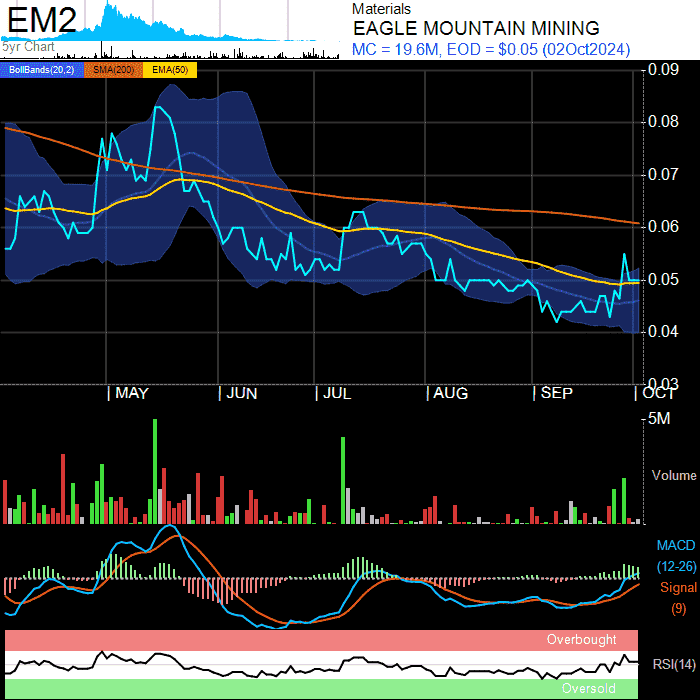 EM2
5yr Chart
Materials
EAGLE MOUNTAIN MINING
MC = 19.6M, EOD = $0.05 (02Oct2024)
BollBands(20,2) SMA(200) EMA(50)
0.09
0.08
0.07
0.06
0.05
0.04
0.03
MAY JUN JUL AUG SEP OCT
5M
Volume
MACD
(12-26)
Signal
(9)
Overbought
RSI(14)
Oversold